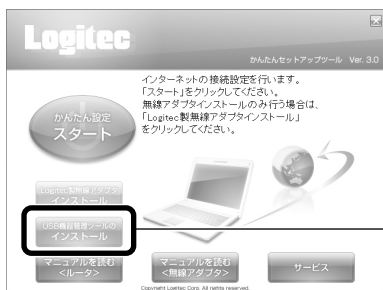 Logitec
かんたんセットアップツール Ver. 3.0
インターネットの接続設定を行います。
「スタート」をクリックしてください。
無線アダプタインストールのみ行う場合は、
「Logitec製無線アダプタインストール」
をクリックしてください。
かんたん設定
スタート
Logitec製無線アダプタ
インストール
USB機器管理ツールの
インストール
マニュアルを読む
<ルータ>
マニュアルを読む
<無線アダプタ>
サービス
Copyright Logitec Corp. All rights reserved.